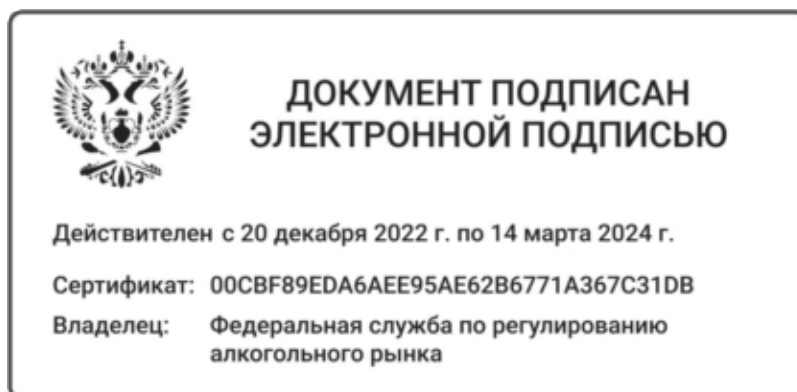 ДОКУМЕНТ ПОДПИСАН
ЭЛЕКТРОННОЙ ПОДПИСЬЮ
Действителен с 20 декабря 2022 г. по 14 марта 2024 г.
Сертификат: 00CBF89EDA6AEE95AE62B6771A367C31DB
Владелец: Федеральная служба по регулированию
алкогольного рынка